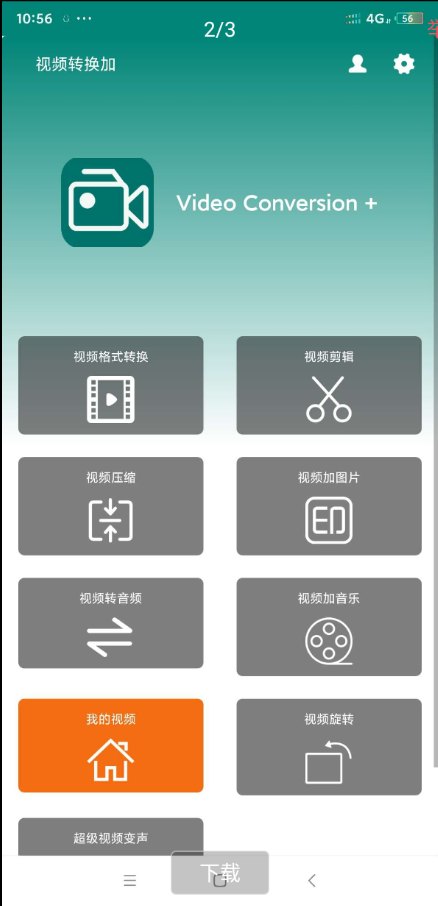 10:56
4G
56
2/3
视频转换加
Video Conversion +
视频格式转换
视频剪辑
视频压缩
视频加图片
视频转音频
视频加音乐
我的视频
视频旋转
超级视频变声
下载